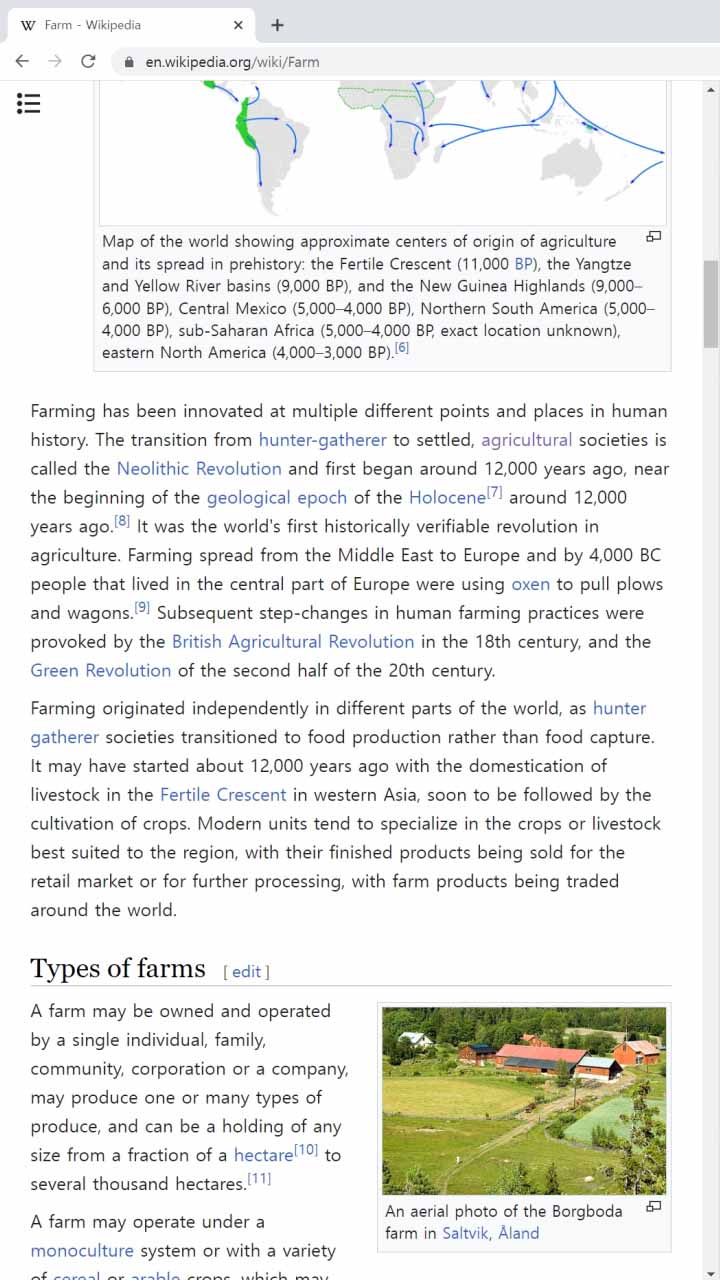 Farm - Wikipedia
en.wikipedia.org/wiki/Farm
Map of the world showing approximate centers of origin of agriculture
and its spread in prehistory: the Fertile Crescent (11,000 BP), the Yangtze
and Yellow River basins (9,000 BP), and the New Guinea Highlands (9,000–
6,000 BP), Central Mexico (5,000–4,000 BP), Northern South America (5,000–
4,000 BP), sub-Saharan Africa (5,000–4,000 BP, exact location unknown),
eastern North America (4,000–3,000 BP).[6]
Farming has been innovated at multiple different points and places in human
history. The transition from hunter-gatherer to settled, agricultural societies is
called the Neolithic Revolution and first began around 12,000 years ago, near
the beginning of the geological epoch of the Holocene[7] around 12,000
years ago.[8] It was the world's first historically verifiable revolution in
agriculture. Farming spread from the Middle East to Europe and by 4,000 BC
people that lived in the central part of Europe were using oxen to pull plows
and wagons.[9] Subsequent step-changes in human farming practices were
provoked by the British Agricultural Revolution in the 18th century, and the
Green Revolution of the second half of the 20th century.
Farming originated independently in different parts of the world, as hunter
gatherer societies transitioned to food production rather than food capture.
It may have started about 12,000 years ago with the domestication of
livestock in the Fertile Crescent in western Asia, soon to be followed by the
cultivation of crops. Modern units tend to specialize in the crops or livestock
best suited to the region, with their finished products being sold for the
retail market or for further processing, with farm products being traded
around the world.
Types of farms [ edit ]
A farm may be owned and operated
by a single individual, family,
community, corporation or a company,
may produce one or many types of
produce, and can be a holding of any
size from a fraction of a hectare[10] to
several thousand hectares.[11]
An aerial photo of the Borgboda
farm in Saltvik, Åland
A farm may operate under a
monoculture system or with a variety
of cereal or arable crops, which may